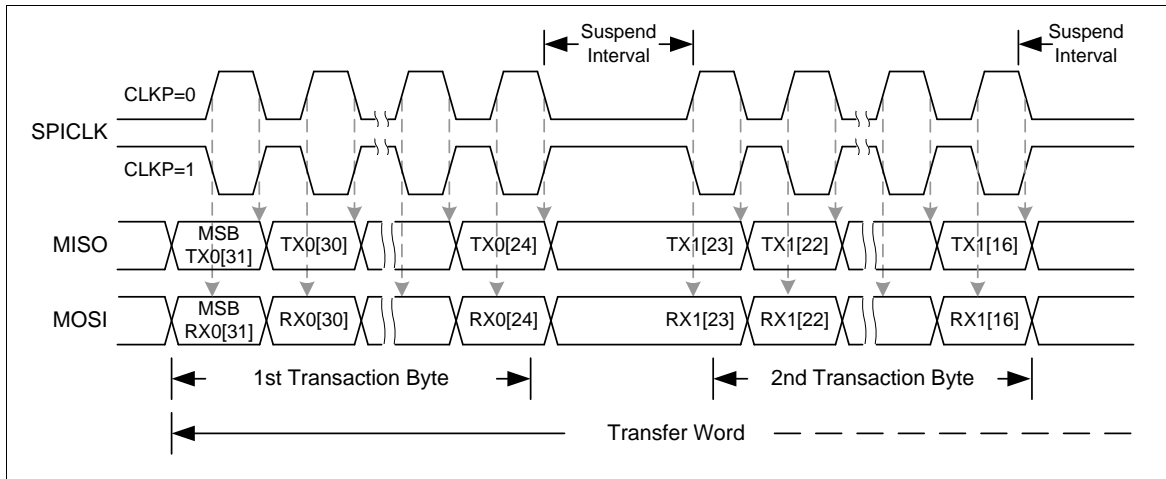 Suspend
Interval
Suspend
Interval
CLKP=0
SPICLK
CLKP=1
MISO
MSB
TX0[31]
TX0[30]
TX0[24]
TX1[23]
TX1[22]
TX1[16]
MOSI
MSB
RX0[31]
RX0[30]
RX0[24]
RX1[23]
RX1[22]
RX1[16]
1st Transaction Byte
2nd Transaction Byte
Transfer Word